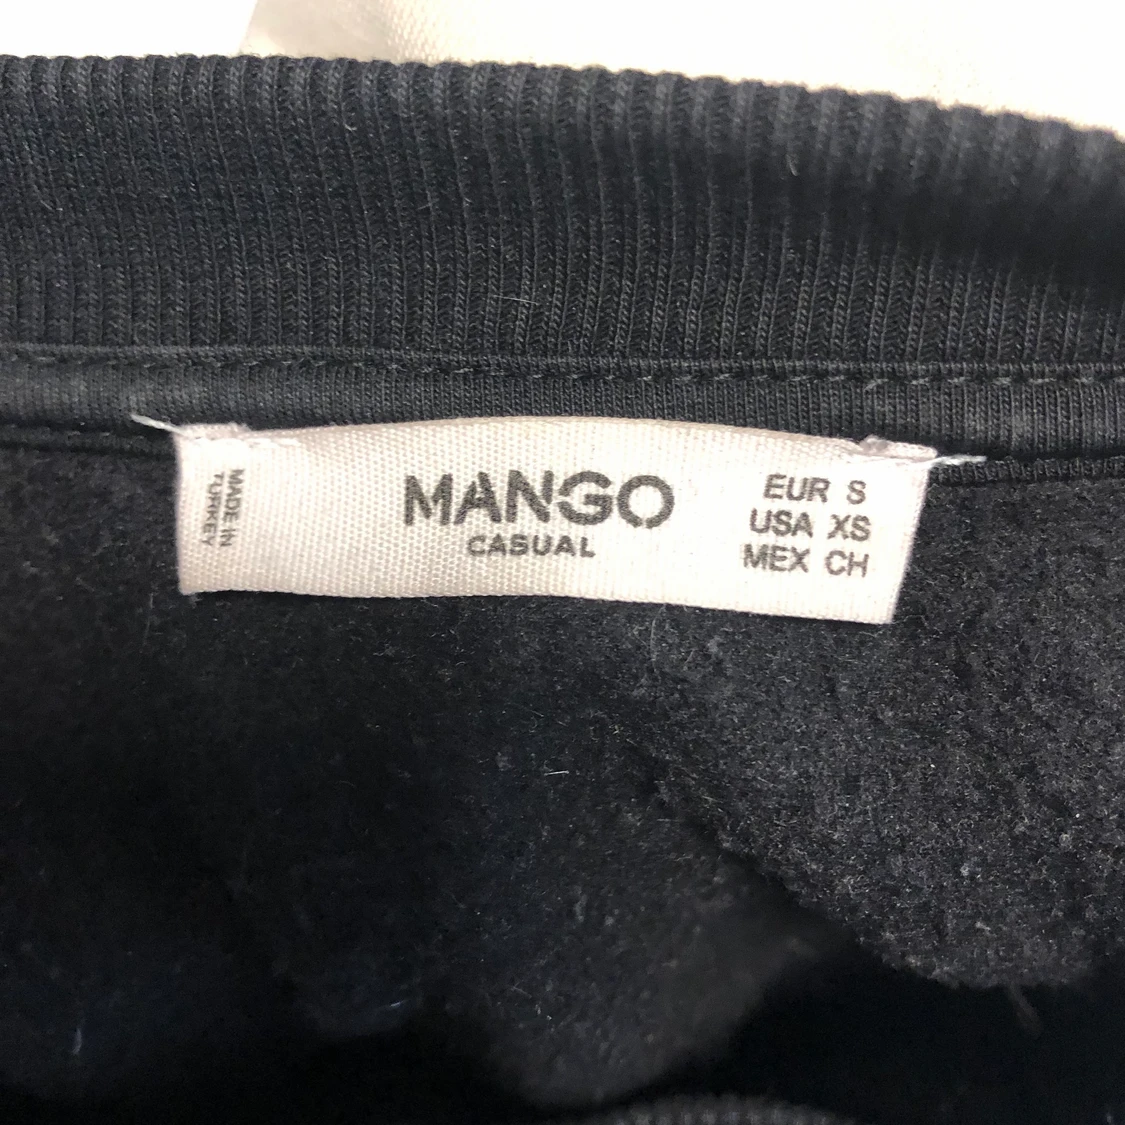 MADE IN
TURKEY
MANGO
CASUAL
EUR S
USA XS
MEX CH